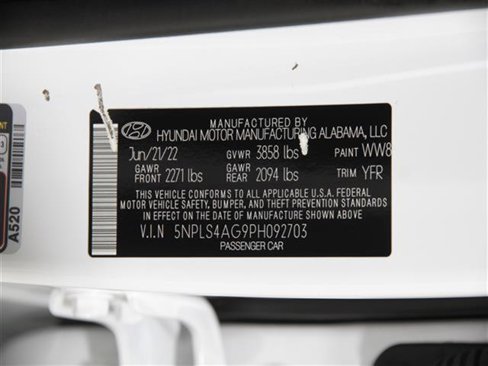 MANUFACTURED BY
HYUNDAI MOTOR MANUFACTURING ALABAMA, LLC
Jun/21/22 GVWR 3858 lbs PAINT WW8
GAWR FRONT 2271 lbs GAWR REAR 2094 lbs TRIM YFR
THIS VEHICLE CONFORMS TO ALL APPLICABLE U.S.A. FEDERAL
MOTOR VEHICLE SAFETY, BUMPER, AND THEFT PREVENTION STANDARDS
IN EFFECT ON THE DATE OF MANUFACTURE SHOWN ABOVE.
V.I.N 5NPLS4AG9PH092703
PASSENGER CAR
A520